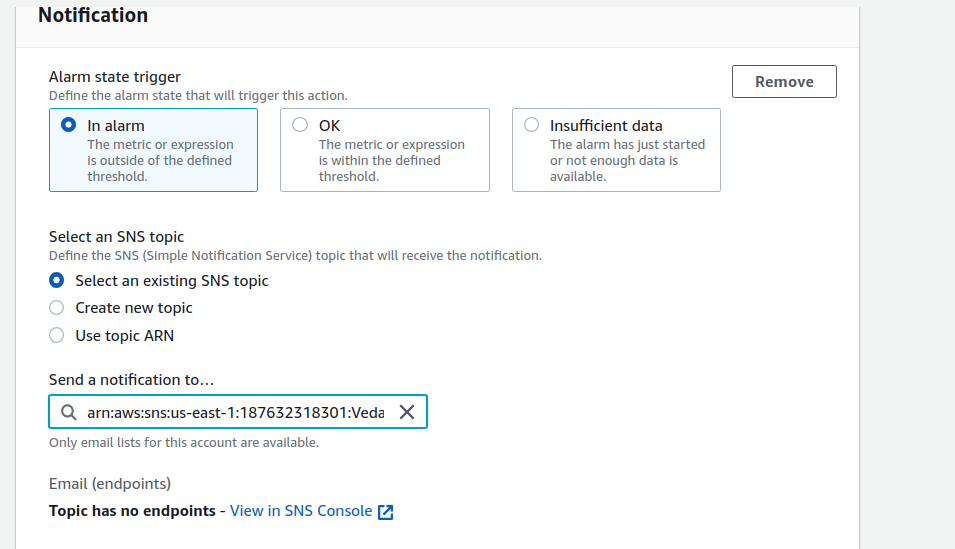 Notification
Alarm state trigger
Define the alarm state that will trigger this action.
Remove
In alarm
The metric or expression
is outside of the defined
threshold.
OK
The metric or expression
is within the defined
threshold.
Insufficient data
The alarm has just started
or not enough data is
available.
Select an SNS topic
Define the SNS (Simple Notification Service) topic that will receive the notification.
Select an existing SNS topic
Create new topic
Use topic ARN
Send a notification to…
arn:aws:sns:us-east-1:187632318301:Veda
Only email lists for this account are available.
Email (endpoints)
Topic has no endpoints - View in SNS Console